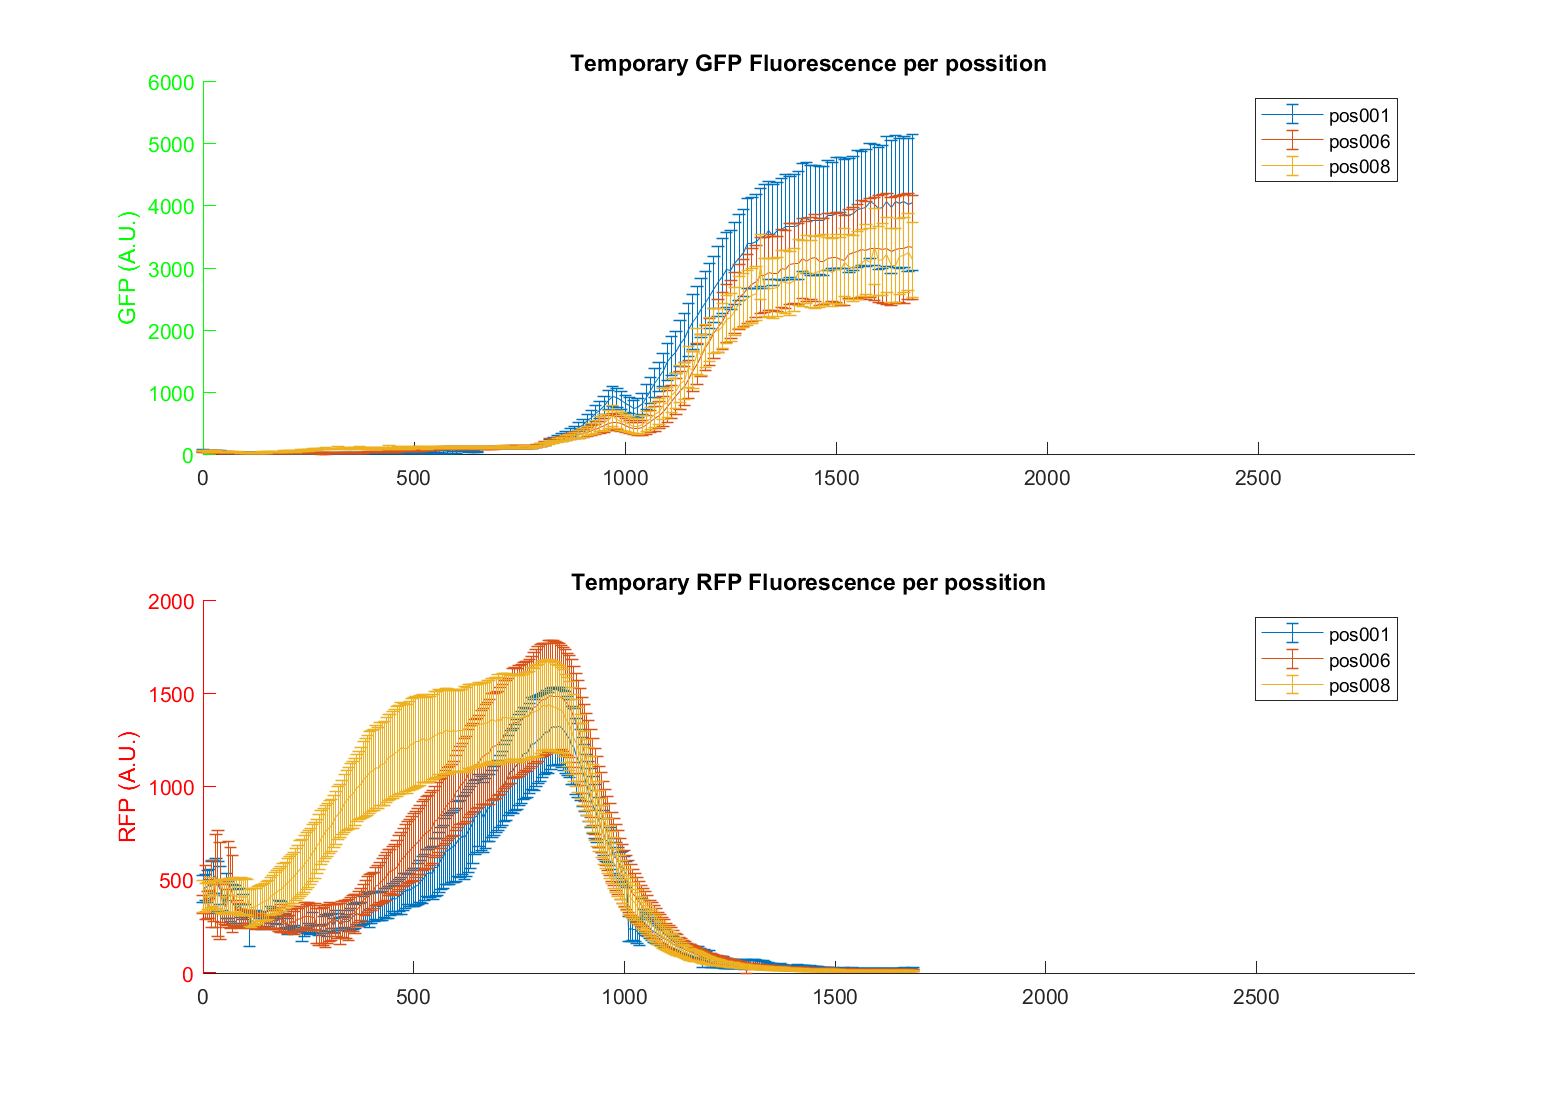 Temporary GFP Fluorescence per possition
6000
5000
4000
3000
2000
1000
0
GFP (A.U.)
0 500 1000 1500 2000 2500
pos001
pos006
pos008
Temporary RFP Fluorescence per possition
2000
1500
1000
500
0
RFP (A.U.)
0 500 1000 1500 2000 2500
pos001
pos006
pos008